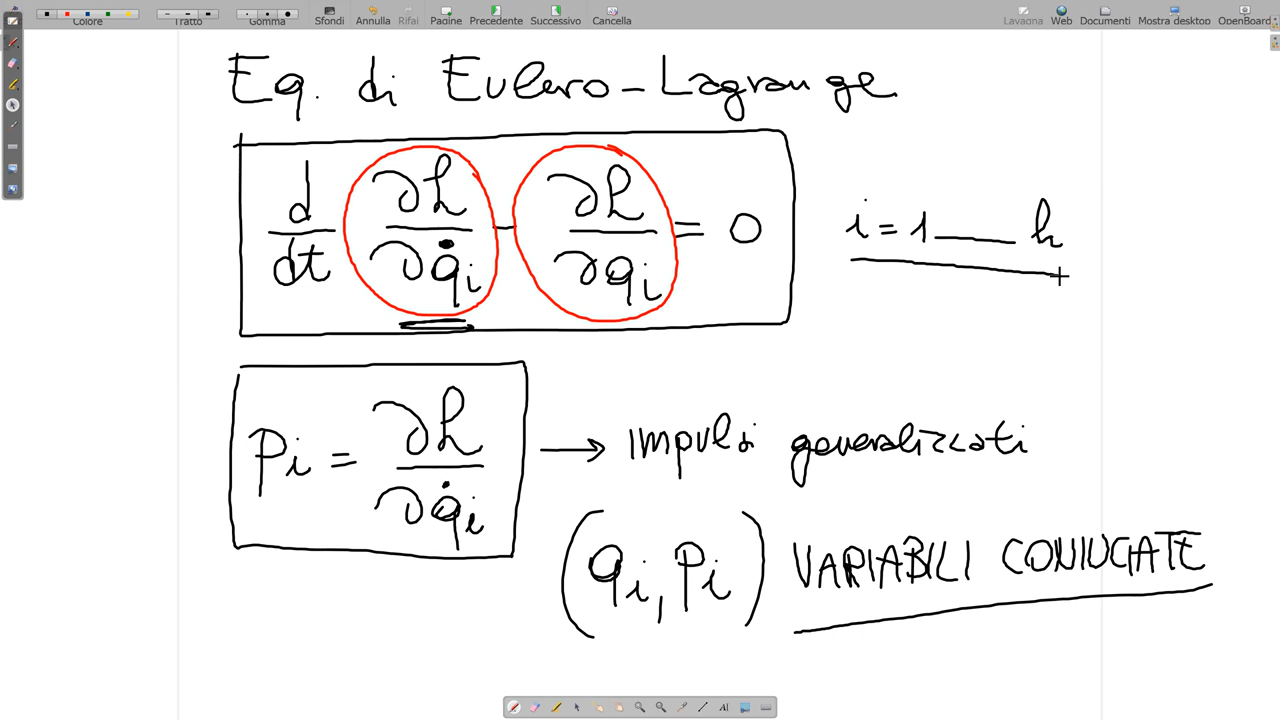 Colore Tratto Gomma Sfondi Annulla Rifai Pagine Precedente Successivo Cancella Lavagna Web Documenti Mostra desktop OpenBoard
Eq. di Eulero-Lagrange
d/dt ∂L/∂q̇i - ∂L/∂qi = 0 i = 1 ___ n
pi = ∂L/∂q̇i → impulsi generalizzati
(qi, pi) VARIABILI CONIUGATE